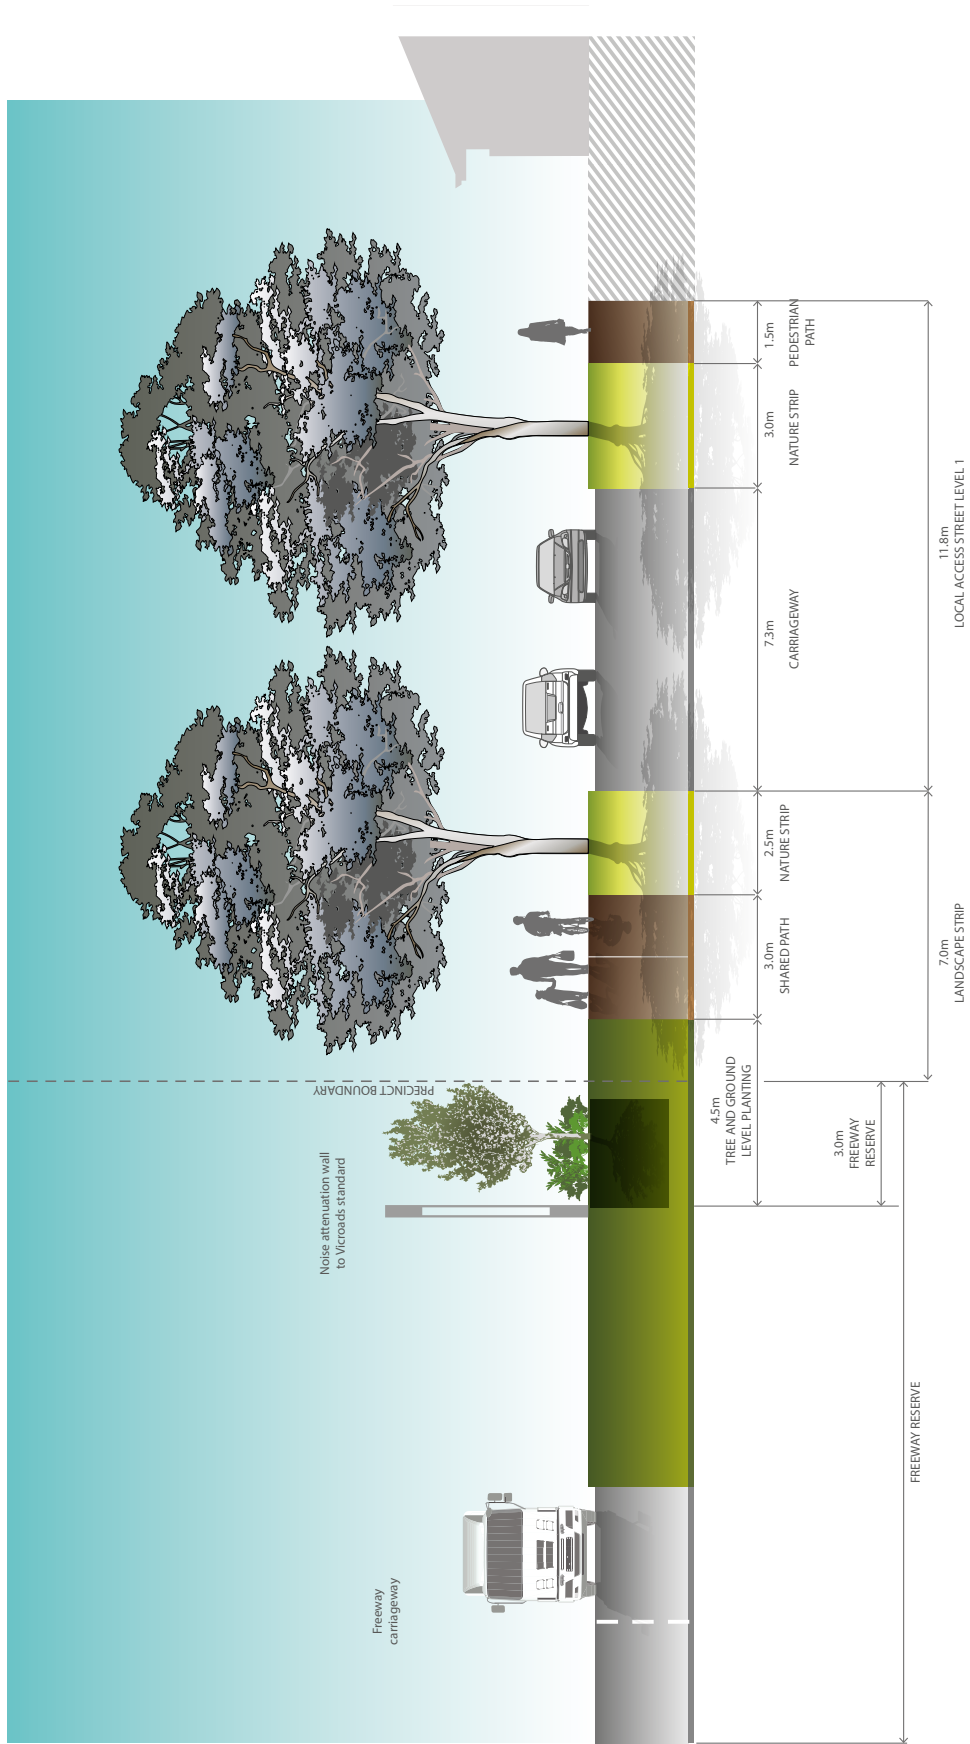 Freeway
carriageway
Noise attenuation wall
to Vicroads standard
PRECINCT BOUNDARY
4.5m
TREE AND GROUND
LEVEL PLANTING
3.0m
SHARED PATH
2.5m
NATURE STRIP
7.3m
CARRIAGEWAY
3.0m
NATURE STRIP
1.5m
PEDESTRIAN
PATH
3.0m
FREEWAY
RESERVE
FREEWAY RESERVE
7.0m
LANDSCAPE STRIP
11.8m
LOCAL ACCESS STREET LEVEL 1